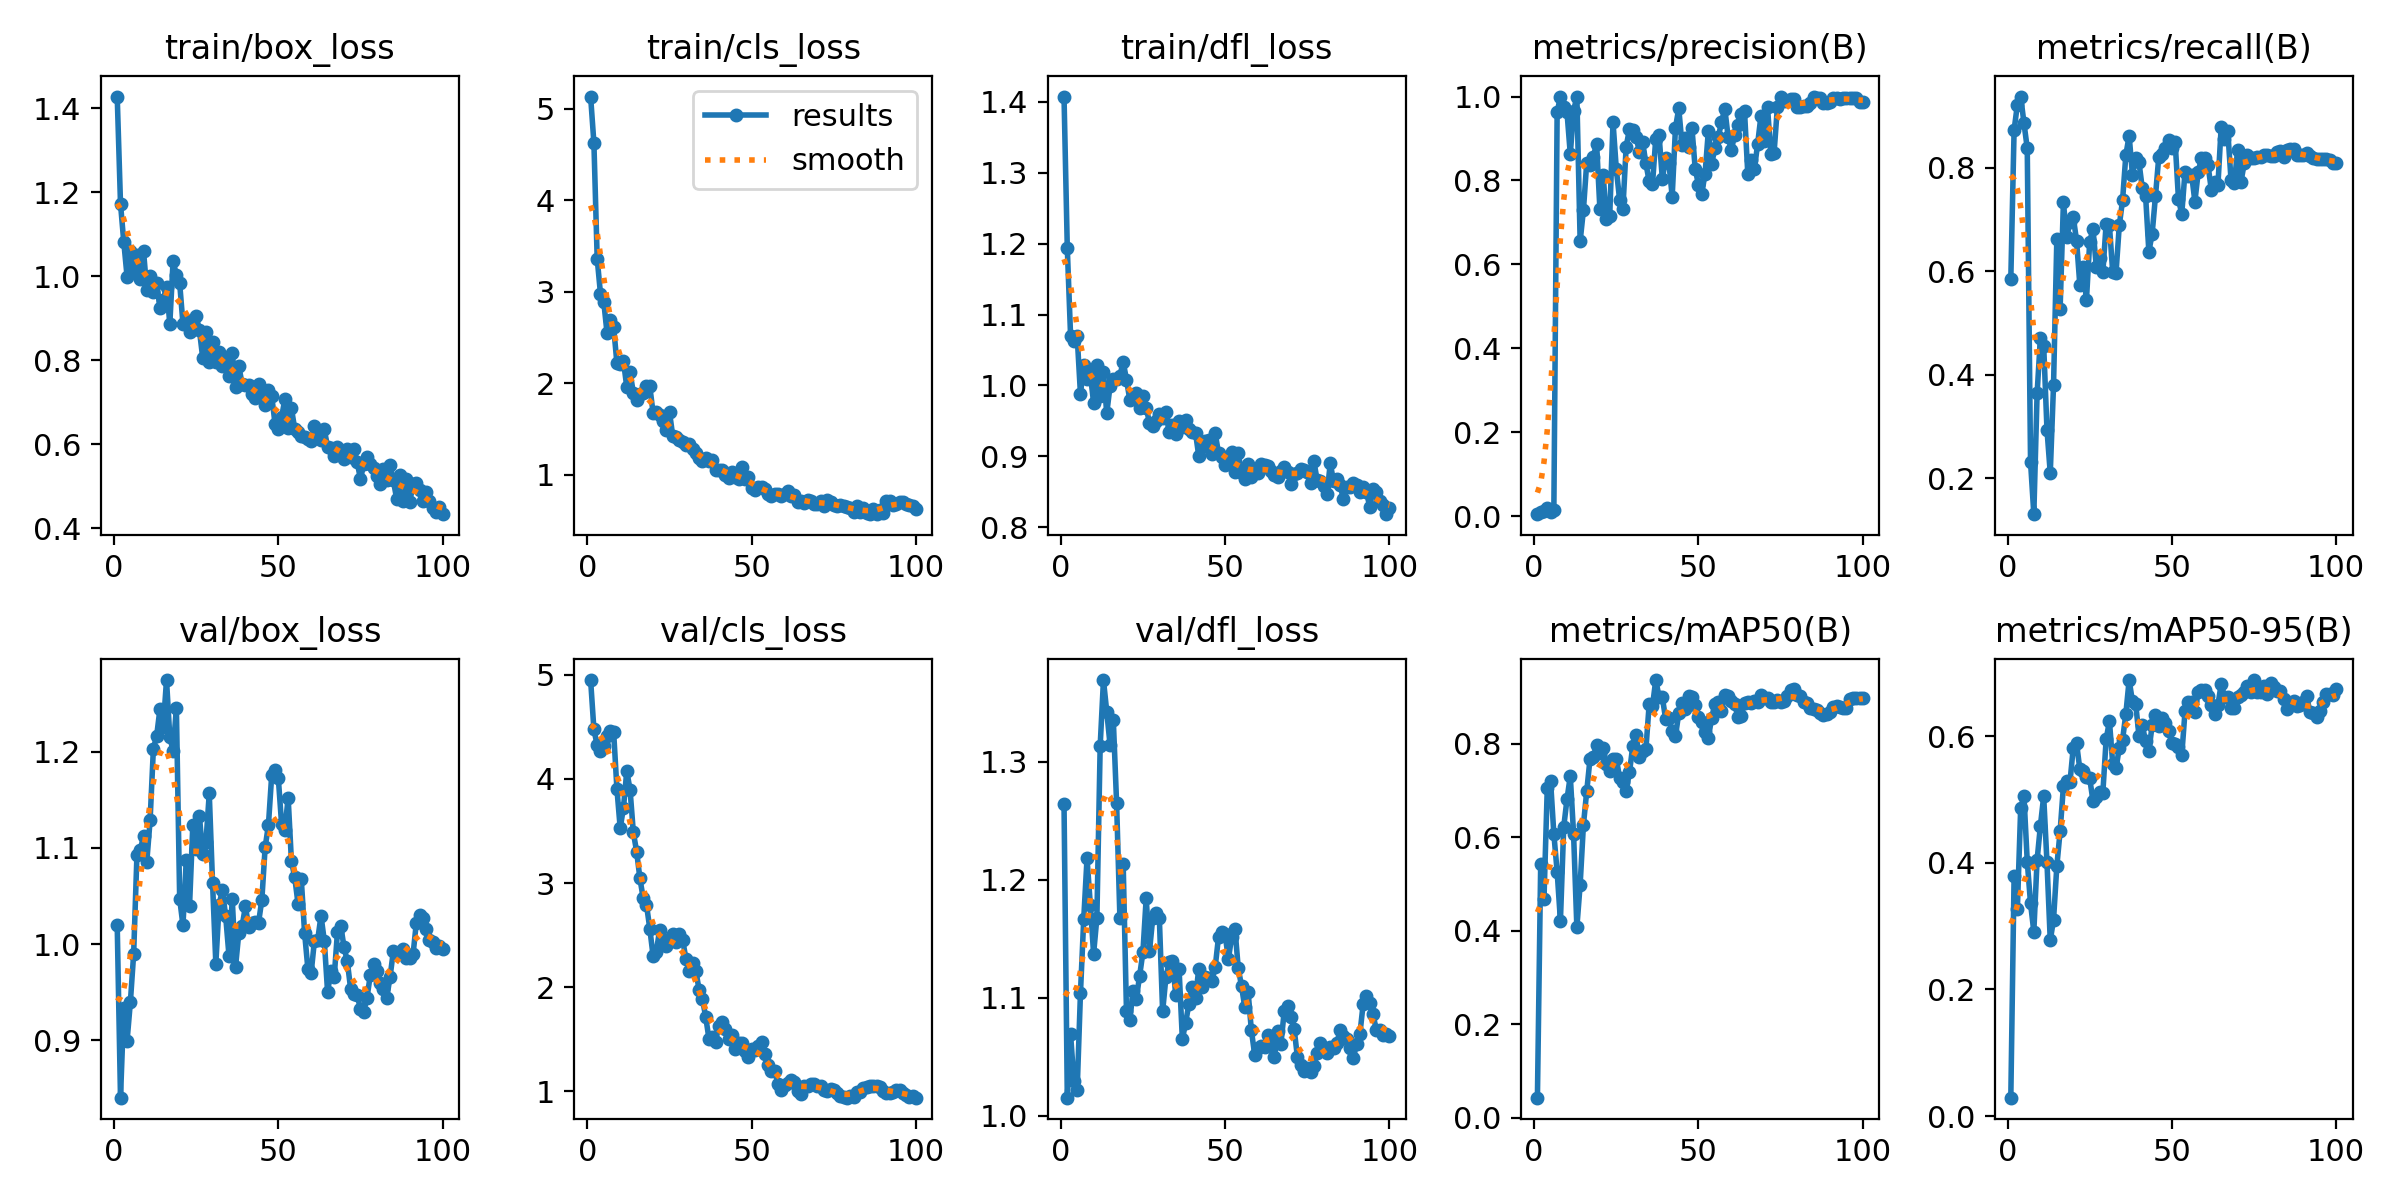 train/box_loss
1.4
1.2
1.0
0.8
0.6
0.4
0 50 100
train/cls_loss
results
smooth
5
4
3
2
1
0 50 100
train/dfl_loss
1.4
1.3
1.2
1.1
1.0
0.9
0.8
0 50 100
metrics/precision(B)
1.0
0.8
0.6
0.4
0.2
0.0
0 50 100
metrics/recall(B)
0.8
0.6
0.4
0.2
0 50 100
val/box_loss
1.2
1.1
1.0
0.9
0 50 100
val/cls_loss
5
4
3
2
1
0 50 100
val/dfl_loss
1.3
1.2
1.1
1.0
0 50 100
metrics/mAP50(B)
0.8
0.6
0.4
0.2
0.0
0 50 100
metrics/mAP50-95(B)
0.6
0.4
0.2
0.0
0 50 100